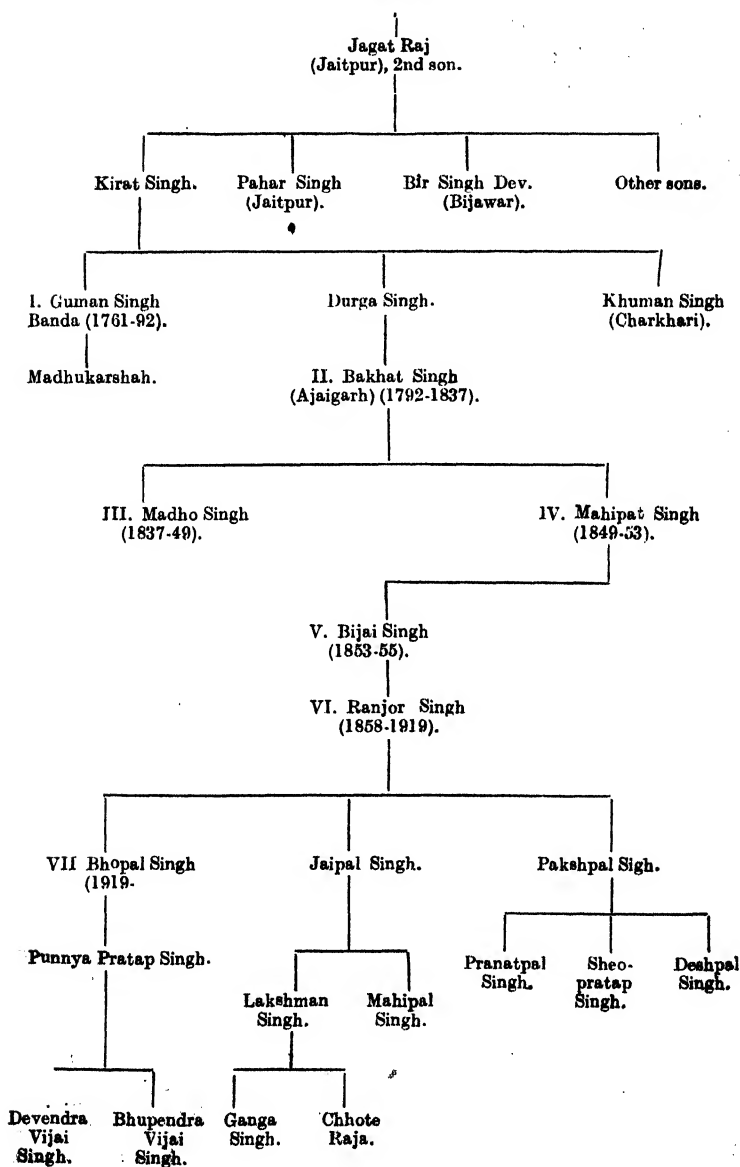 Jagat Raj
(Jaitpur), 2nd son.
Kirat Singh.
Pahar Singh
(Jaitpur).
Bir Singh Dev.
(Bijawar).
Other sons.
I. Guman Singh
Banda (1761-92).
Durga Singh.
Khuman Singh
(Charkhari).
Madhukarshah.
II. Bakhat Singh
(Ajaigarh) (1792-1837).
III. Madho Singh
(1837-49).
IV. Mahipat Singh
(1849-53).
V. Bijai Singh
(1853-55).
VI. Ranjor Singh
(1858-1919).
VII Bhopal Singh
(1919-
Jaipal Singh.
Pakshpal Sigh.
Punnya Pratap Singh.
Lakshman
Singh.
Mahipal
Singh.
Pranatpal
Singh.
Sheo-
pratap
Singh.
Deshpal
Singh.
Devendra
Vijai
Singh.
Bhupendra
Vijai
Singh.
Ganga
Singh.
Chhote
Raja.